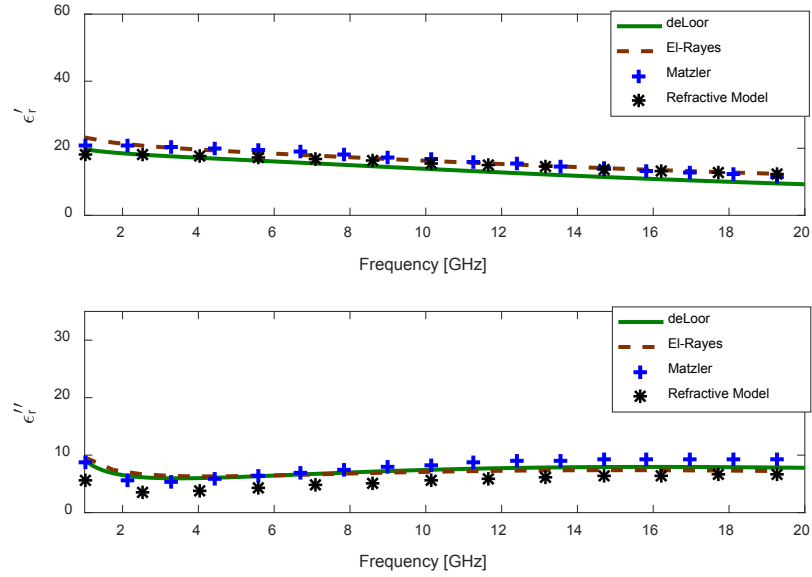 60
40
20
0
ϵ′r
2 4 6 8 10 12 14 16 18 20
Frequency [GHz]
deLoor
El-Rayes
Matzler
Refractive Model
30
20
10
0
ϵ′′r
2 4 6 8 10 12 14 16 18 20
Frequency [GHz]
deLoor
El-Rayes
Matzler
Refractive Model